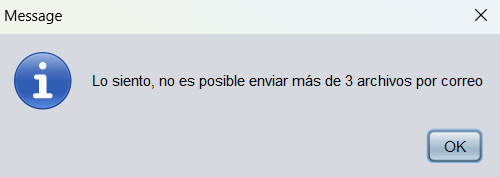 Message
Lo siento, no es posible enviar más de 3 archivos por correo
OK